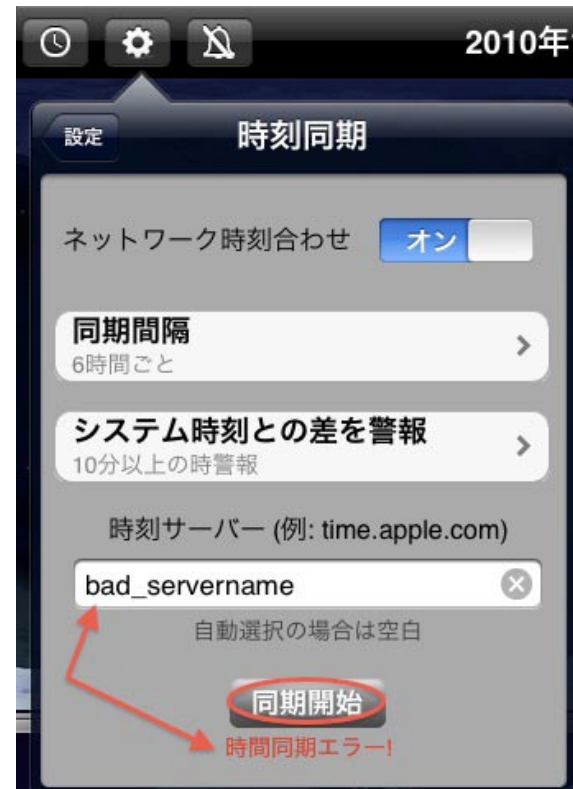 2010年
設定
時刻同期
ネットワーク時刻合わせ オン
同期間隔
6時間ごと
システム時刻との差を警報
10分以上の時警報
時刻サーバー (例: time.apple.com)
bad_servername
自動選択の場合は空白
同期開始
時間同期エラー!